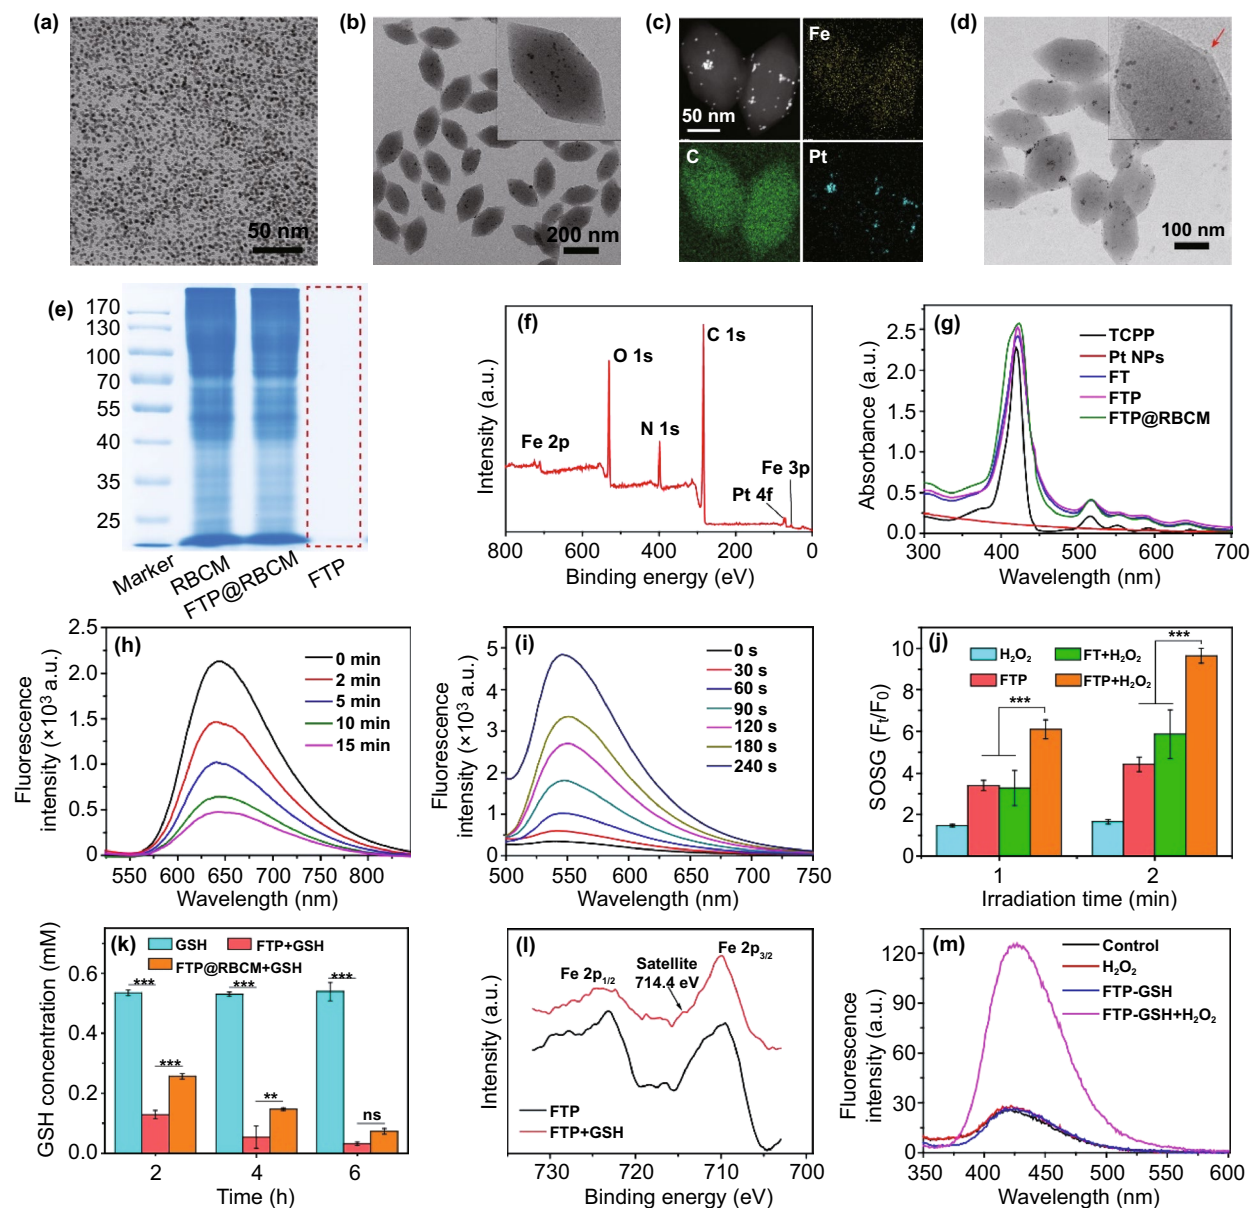 (a)
50 nm
(b)
200 nm
(c)
Fe
50 nm
C
Pt
(d)
100 nm
(e)
170
130
100
70
55
40
35
25
Marker
RBCM
FTP@RBCM
FTP
(f)
C 1s
O 1s
N 1s
Fe 2p
Fe 3p
Pt 4f
Intensity (a.u.)
800 600 400 200 0
Binding energy (eV)
(g)
TCPP
Pt NPs
FT
FTP
FTP@RBCM
2.5
2.0
1.5
1.0
0.5
0.0
Absorbance (a.u.)
300 400 500 600 700
Wavelength (nm)
(h)
0 min
2 min
5 min
10 min
15 min
2.5
2.0
1.5
1.0
0.5
0
Fluorescence
intensity (×10³ a.u.)
550 600 650 700 750 800
Wavelength (nm)
(i)
0 s
30 s
60 s
90 s
120 s
180 s
240 s
5
4
3
2
1
0
Fluorescence
intensity (×10³ a.u.)
500 550 600 650 700 750
Wavelength (nm)
(j)
H₂O₂
FT+H₂O₂
FTP
FTP+H₂O₂
***
***
10
8
6
4
2
0
SOSG (Fₜ/F₀)
1 2
Irradiation time (min)
(k)
GSH
FTP+GSH
FTP@RBCM+GSH
*** *** ***
*** ** ns
0.6
0.4
0.2
0.0
GSH concentration (mM)
2 4 6
Time (h)
(l)
Fe 2p₃/₂
Fe 2p₁/₂
Satellite
714.4 eV
FTP
FTP+GSH
Intensity (a.u.)
730 720 710 700
Binding energy (eV)
(m)
Control
H₂O₂
FTP-GSH
FTP-GSH+H₂O₂
120
90
60
30
0
Fluorescence
intensity (a.u.)
350 400 450 500 550 600
Wavelength (nm)